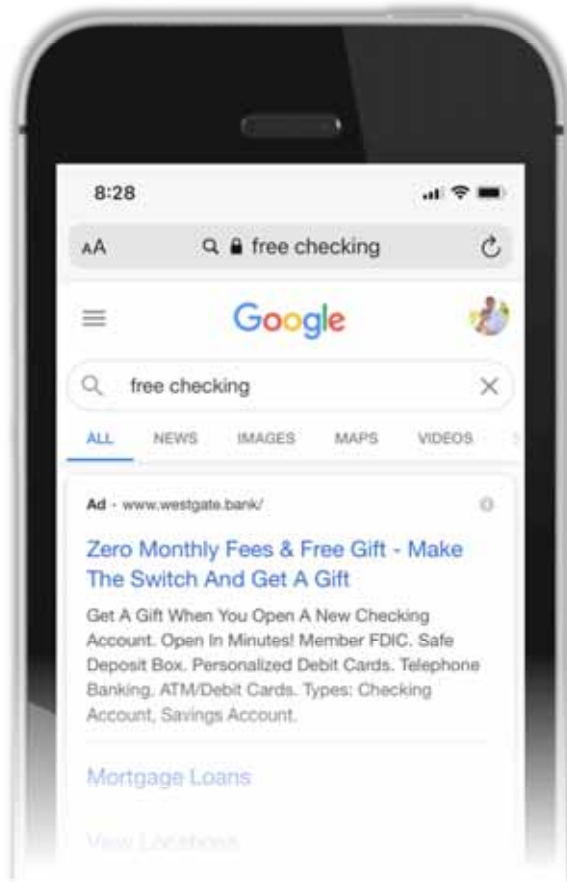 8:28
AA free checking
Google
free checking
ALL NEWS IMAGES MAPS VIDEOS S
Ad · www.westgate.bank/
Zero Monthly Fees & Free Gift - Make
The Switch And Get A Gift
Get A Gift When You Open A New Checking
Account. Open In Minutes! Member FDIC. Safe
Deposit Box. Personalized Debit Cards. Telephone
Banking. ATM/Debit Cards. Types: Checking
Account, Savings Account.
Mortgage Loans
View Locations